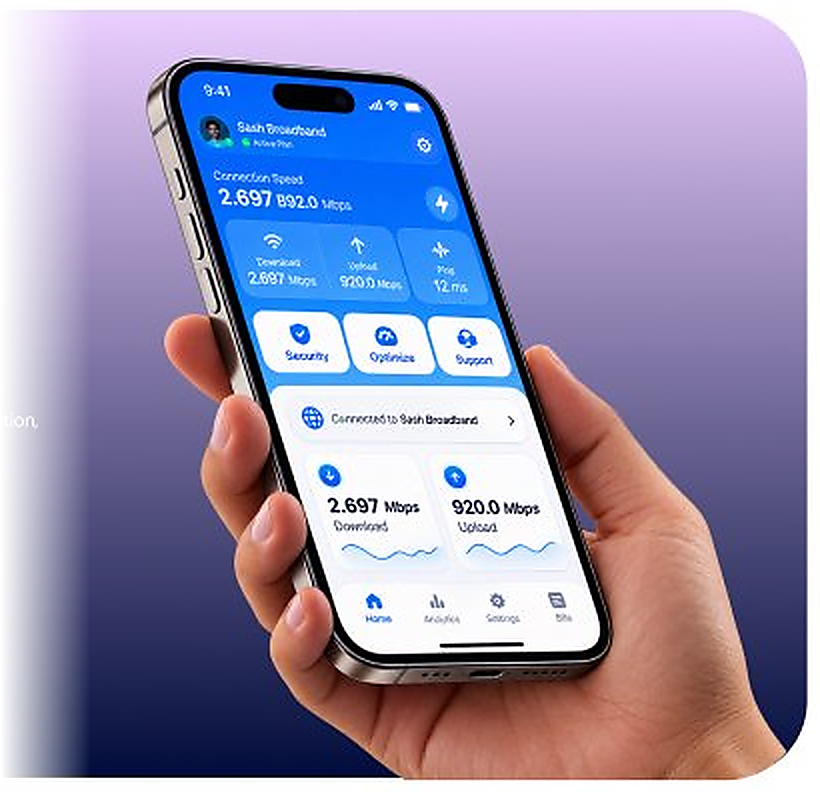 9:41
Sash Broadband
Active Plan
Connection Speed
2.697 B92.0 Mbps
Download
2.697 Mbps
Upload
920.0 Mbps
12 ms
Security
Optimize
Support
Connected to Sash Broadband
2.697 Mbps
Download
920.0 Mbps
Upload
Home
Analytics
Settings
tion,